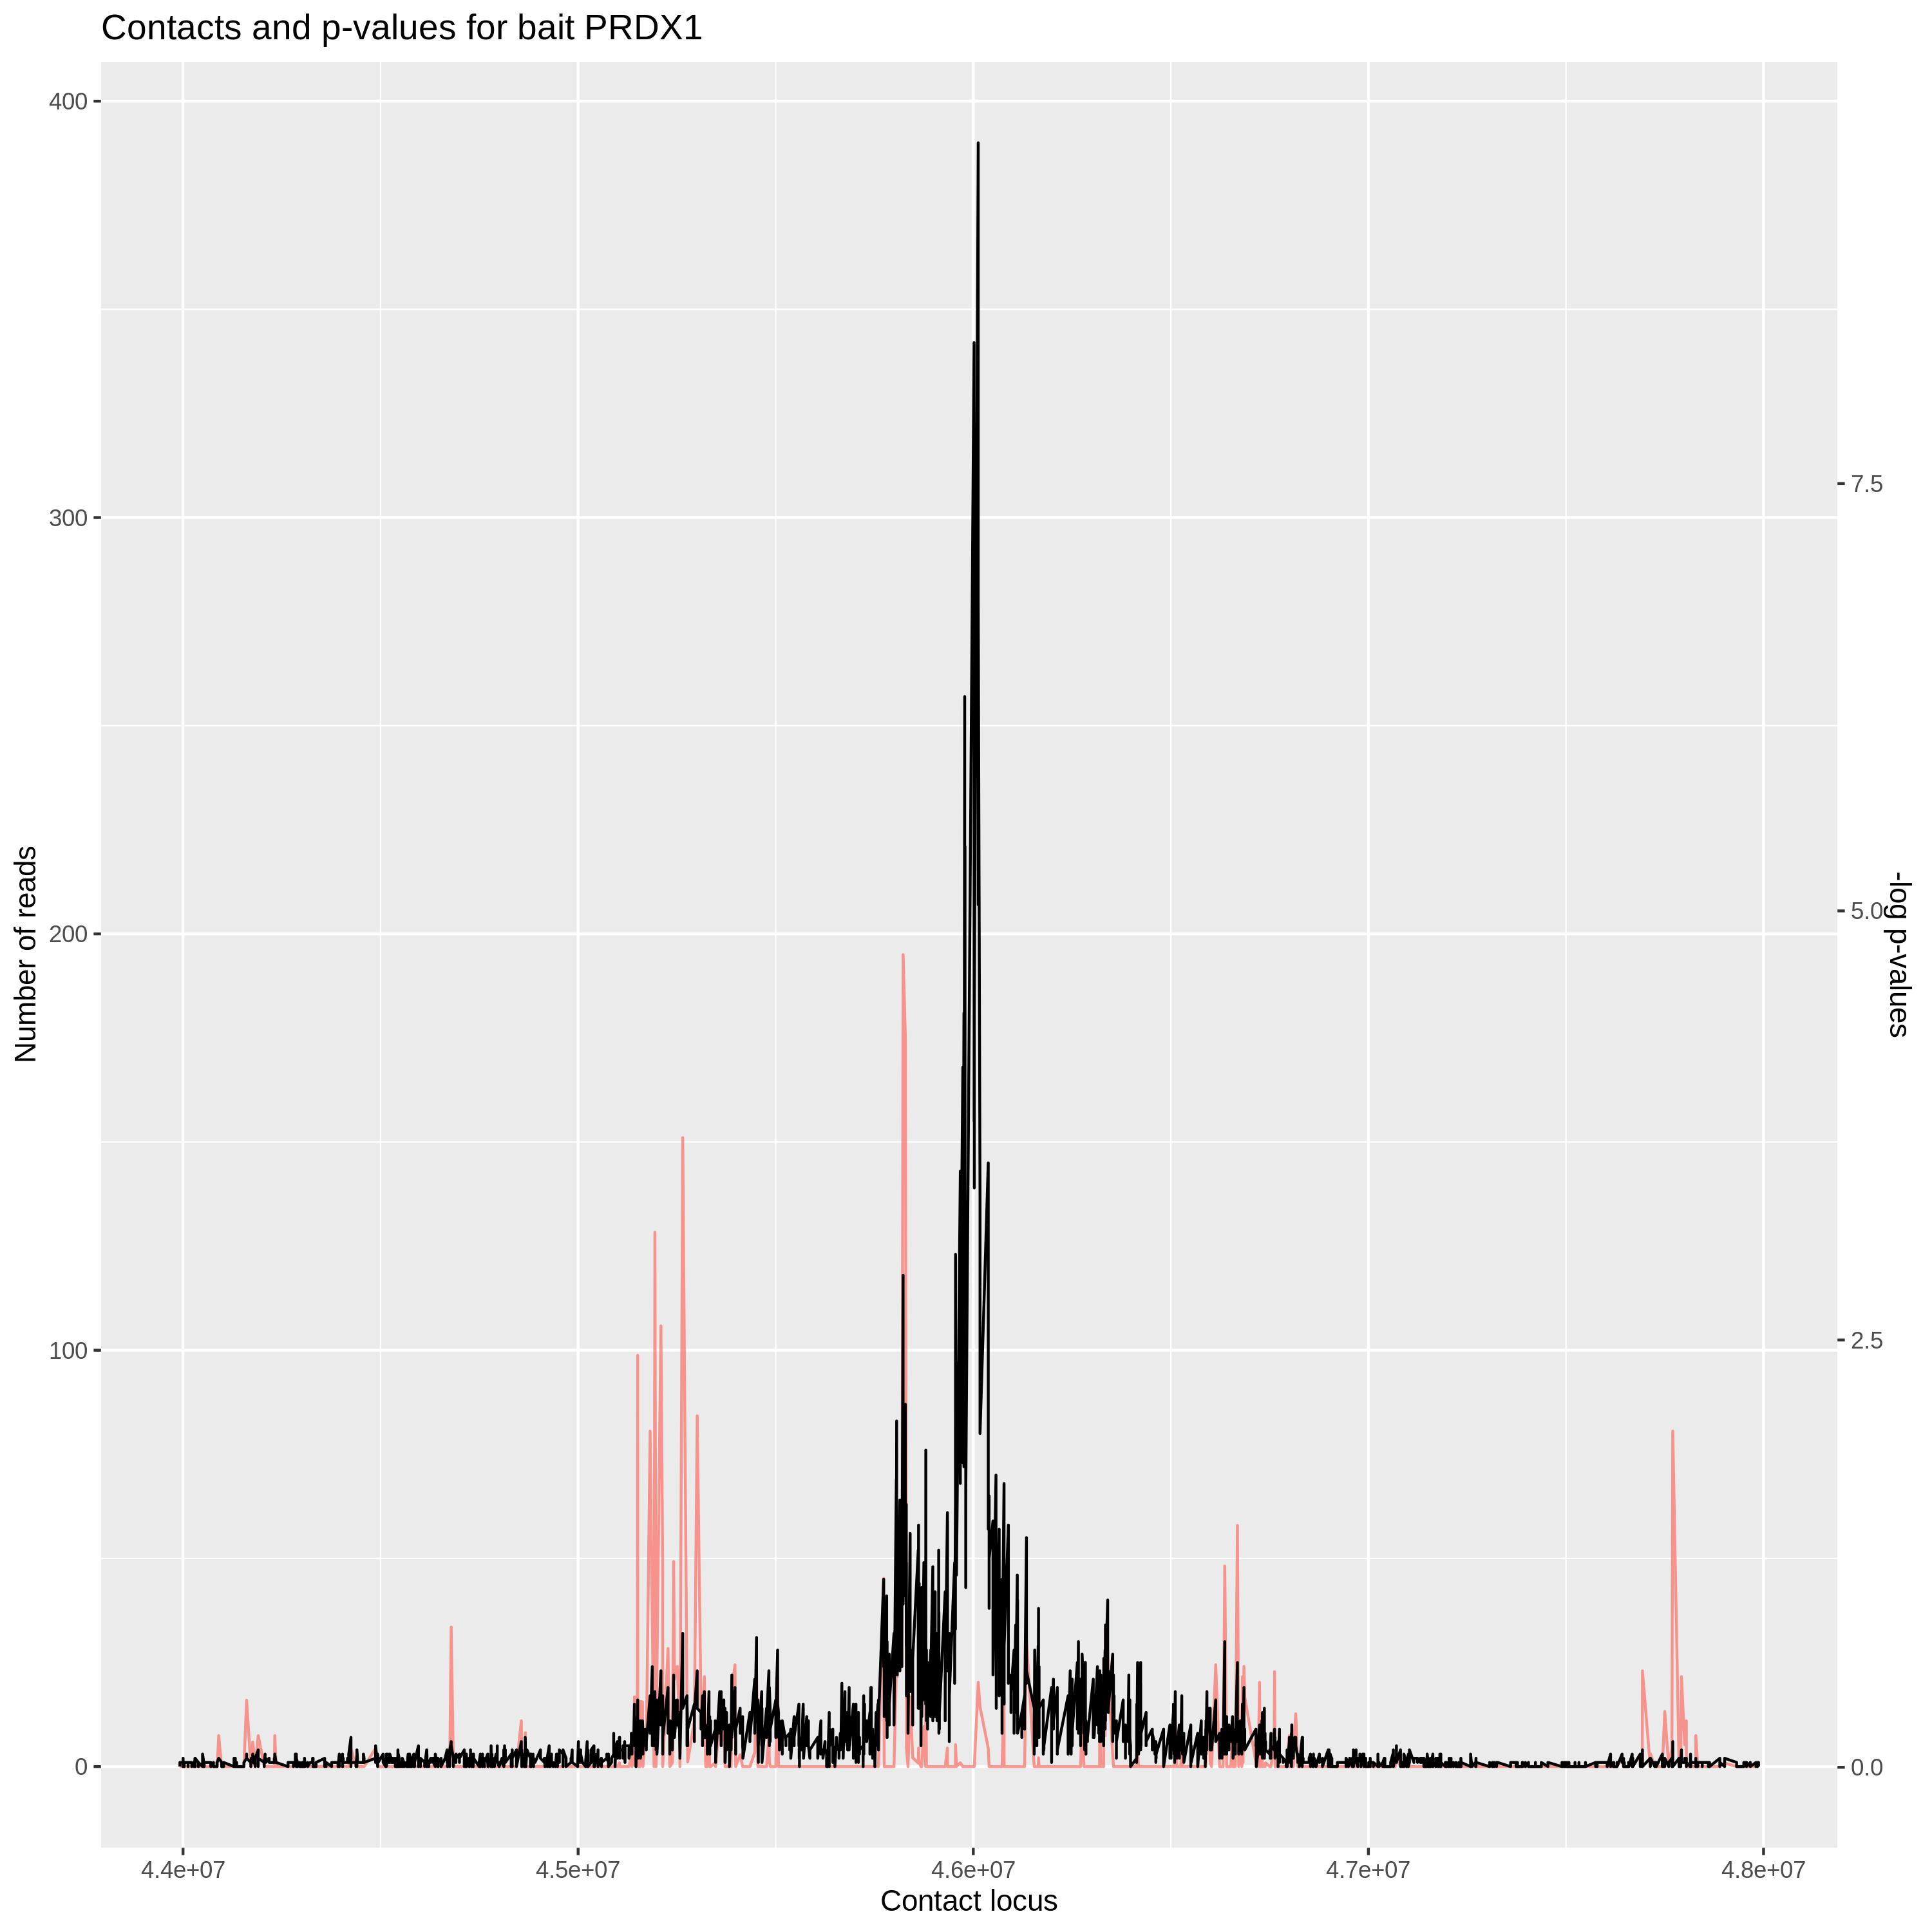 Contacts and p-values for bait PRDX1
400
300
200
100
0
Number of reads
7.5
5.0
2.5
0.0
-log p-values
4.4e+07
4.5e+07
4.6e+07
4.7e+07
4.8e+07
Contact locus